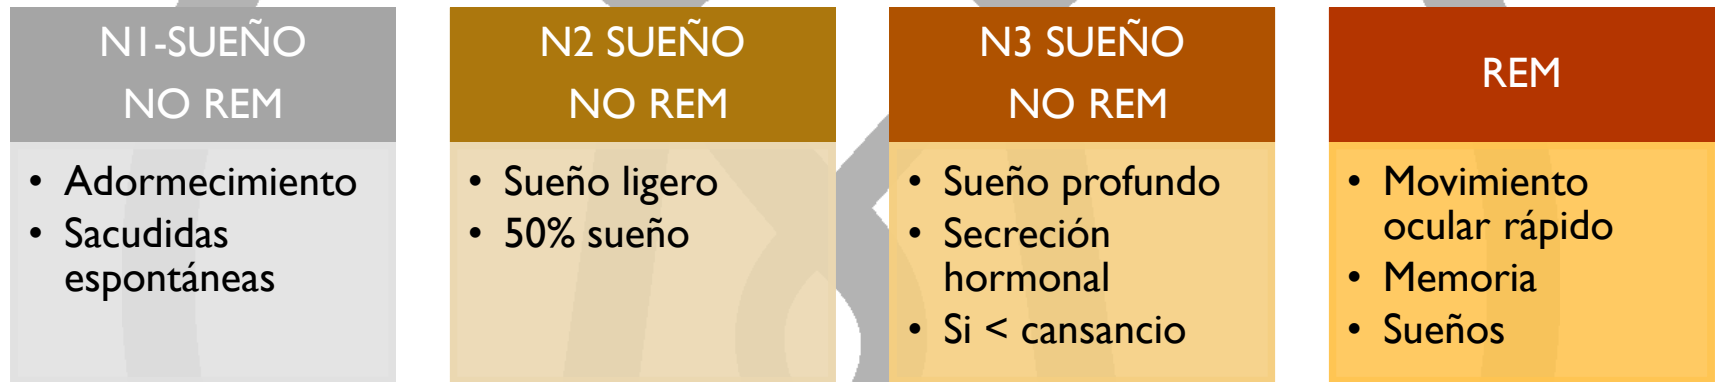 N1-SUEÑO
NO REM
• Adormecimiento
• Sacudidas
espontáneas
N2 SUEÑO
NO REM
• Sueño ligero
• 50% sueño
N3 SUEÑO
NO REM
• Sueño profundo
• Secreción
hormonal
• Si < cansancio
REM
• Movimiento
ocular rápido
• Memoria
• Sueños